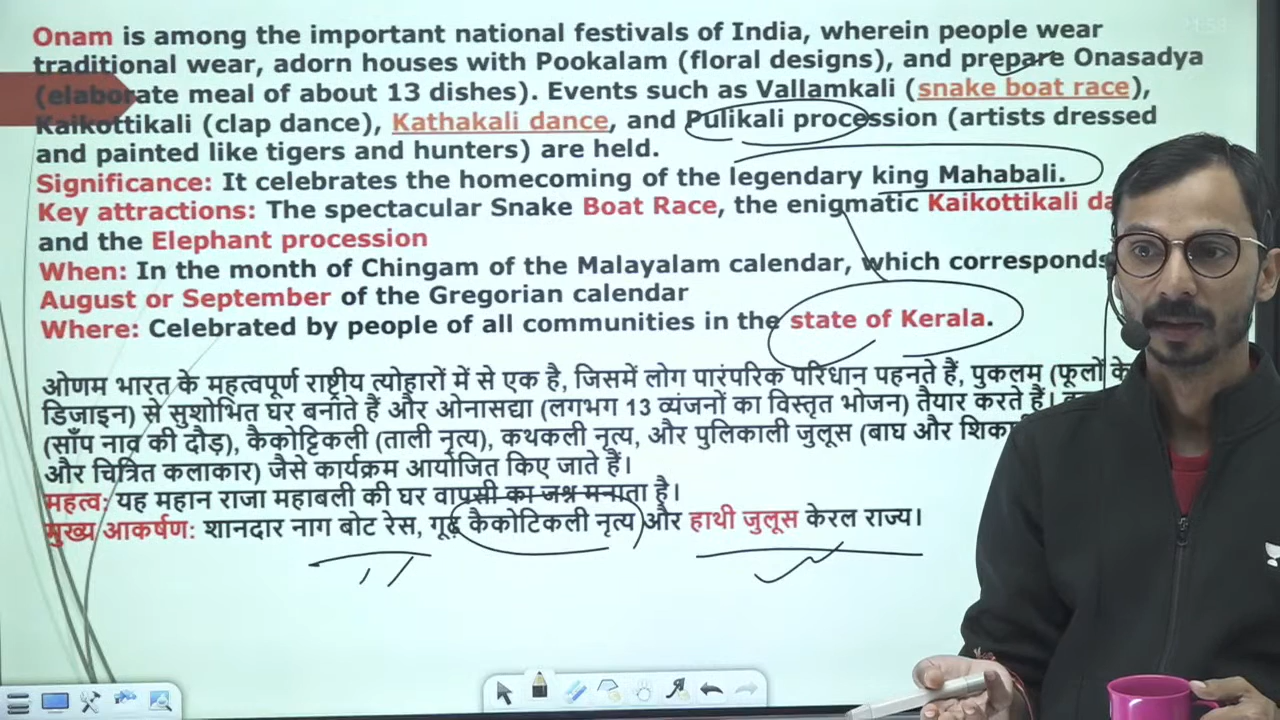 Onam is among the important national festivals of India, wherein people wear
traditional wear, adorn houses with Pookalam (floral designs), and prepare Onasadya
(elaborate meal of about 13 dishes). Events such as Vallamkali (snake boat race),
Kaikottikali (clap dance), Kathakali dance, and Pulikali procession (artists dressed
and painted like tigers and hunters) are held.
Significance: It celebrates the homecoming of the legendary king Mahabali.
Key attractions: The spectacular Snake Boat Race, the enigmatic Kaikottikali
and the Elephant procession
When: In the month of Chingam of the Malayalam calendar, which corresponds
August or September of the Gregorian calendar
Where: Celebrated by people of all communities in the state of Kerala.
ओणम भारत के महत्वपूर्ण राष्ट्रीय त्योहारों में से एक है, जिसमें लोग पारंपरिक परिधान पहनते हैं, पुकलम (फूलों के
डिजाइन) से सुशोभित घर बनाते हैं और ओनासद्या (लगभग 13 व्यंजनों का विस्तृत भोजन) तैयार करते हैं।
(साँप नाव की दौड़), कैकोट्टिकली (ताली नृत्य), कथकली नृत्य, और पुलिकाली जुलूस (बाघ और
और चित्रित कलाकार) जैसे कार्यक्रम आयोजित किए जाते हैं।
महत्व: यह महान राजा महाबली की घर वापसी का जश्न मनाता है।
मुख्य आकर्षण: शानदार नाग बोट रेस, गूढ़ कैकोटिकली नृत्य और हाथी जुलूस केरल राज्य।